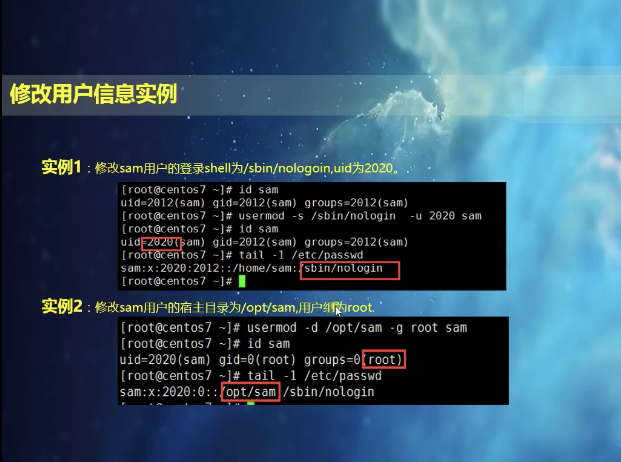 修改用户信息实例
实例1：修改sam用户的登录shell为/sbin/nologoin,uid为2020。
[root@centos7 ~]# id sam
uid=2012(sam) gid=2012(sam) groups=2012(sam)
[root@centos7 ~]# usermod -s /sbin/nologin -u 2020 sam
[root@centos7 ~]# id sam
uid=2020(sam) gid=2012(sam) groups=2012(sam)
[root@centos7 ~]# tail -1 /etc/passwd
sam:x:2020:2012::/home/sam:/sbin/nologin
[root@centos7 ~]#
实例2：修改sam用户的宿主目录为/opt/sam,用户组为root.
[root@centos7 ~]# usermod -d /opt/sam -g root sam
[root@centos7 ~]# id sam
uid=2020(sam) gid=0(root) groups=0(root)
[root@centos7 ~]# tail -1 /etc/passwd
sam:x:2020:0::/opt/sam:/sbin/nologin